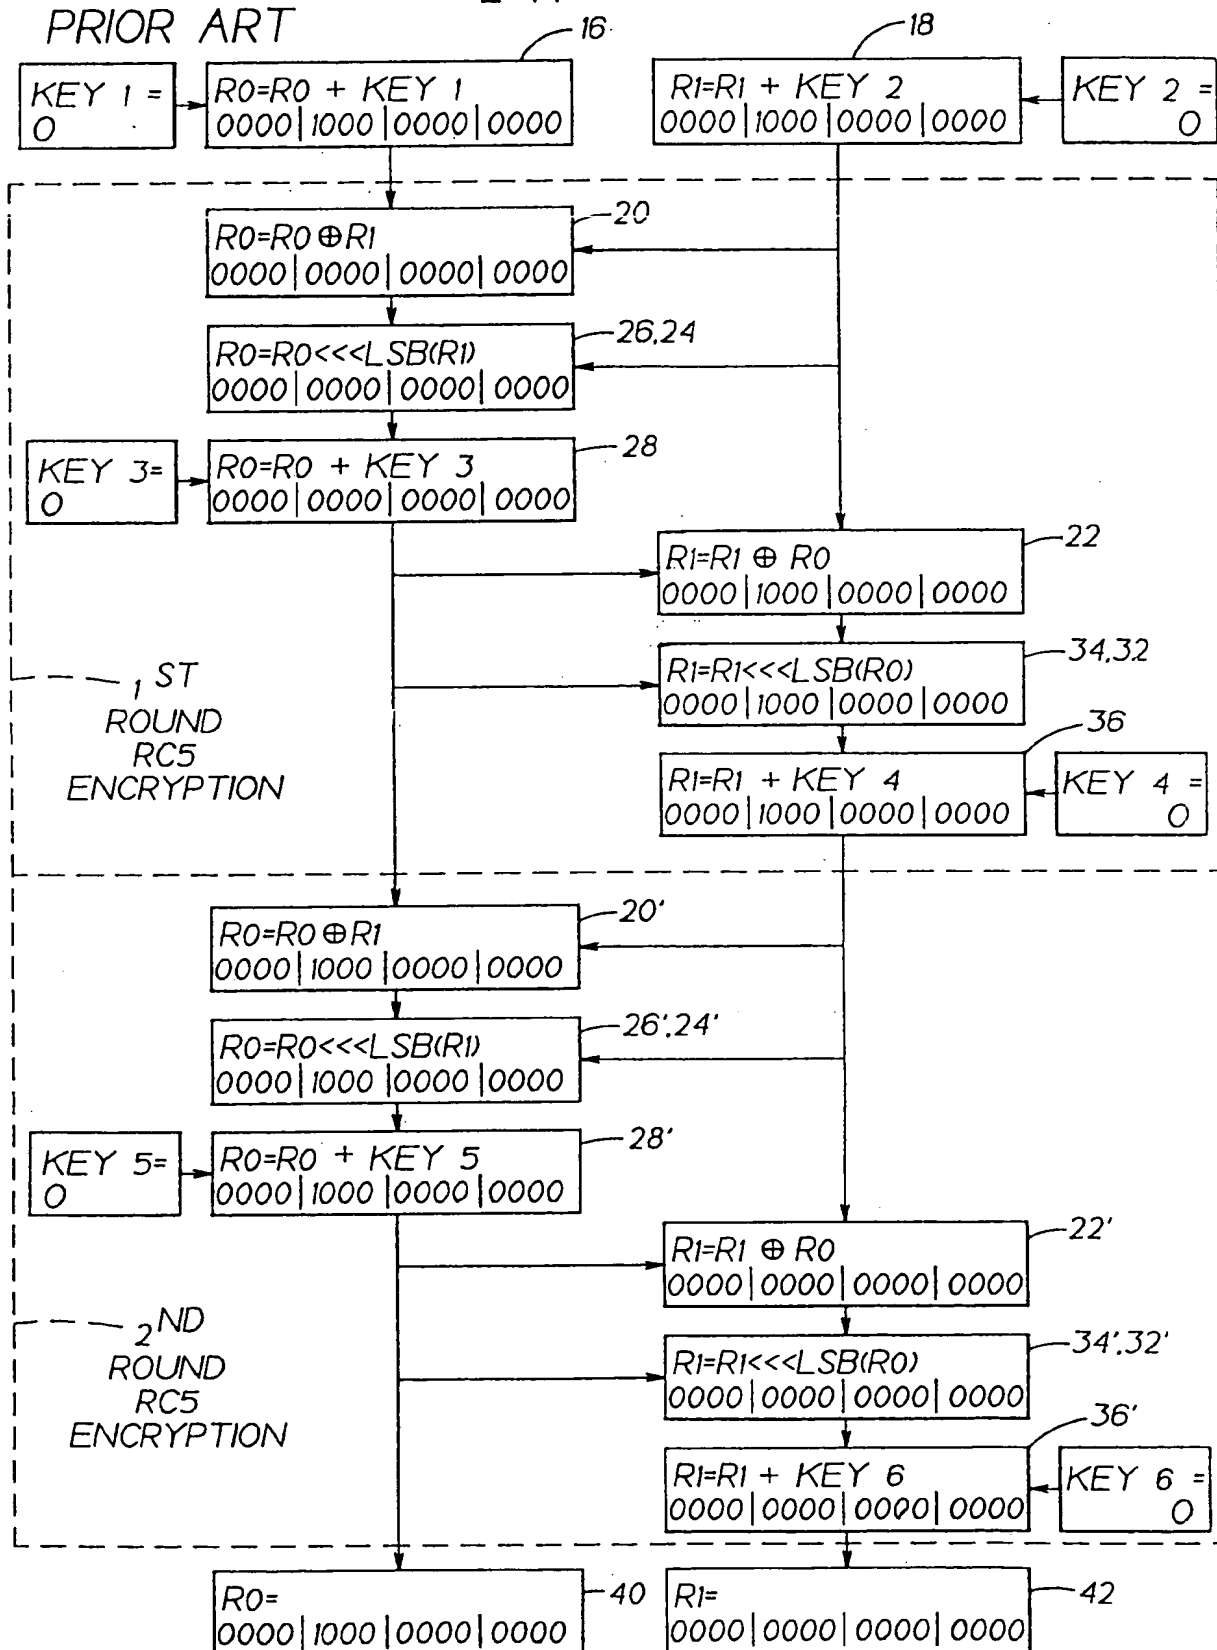 PRIOR ART
16
18
KEY 1 =
0
R0=R0 + KEY 1
0000|1000|0000|0000
R1=R1 + KEY 2
0000|1000|0000|0000
KEY 2 =
0
20
R0=R0⊕R1
0000|0000|0000|0000
26,24
R0=R0<<<LSB(R1)
0000|0000|0000|0000
28
KEY 3=
0
R0=R0 + KEY 3
0000|0000|0000|0000
22
R1=R1 ⊕ R0
0000|1000|0000|0000
34,32
R1=R1<<<LSB(R0)
0000|1000|0000|0000
1 ST
ROUND
RC5
ENCRYPTION
36
R1=R1 + KEY 4
0000|1000|0000|0000
KEY 4 =
0
20'
R0=R0⊕R1
0000|1000|0000|0000
26',24'
R0=R0<<<LSB(R1)
0000|1000|0000|0000
28'
KEY 5=
0
R0=R0 + KEY 5
0000|1000|0000|0000
22'
R1=R1 ⊕ R0
0000|0000|0000|0000
34',32'
R1=R1<<<LSB(R0)
0000|0000|0000|0000
2 ND
ROUND
RC5
ENCRYPTION
36'
R1=R1 + KEY 6
0000|0000|0000|0000
KEY 6 =
0
R0=
0000|1000|0000|0000
40
R1=
0000|0000|0000|0000
42